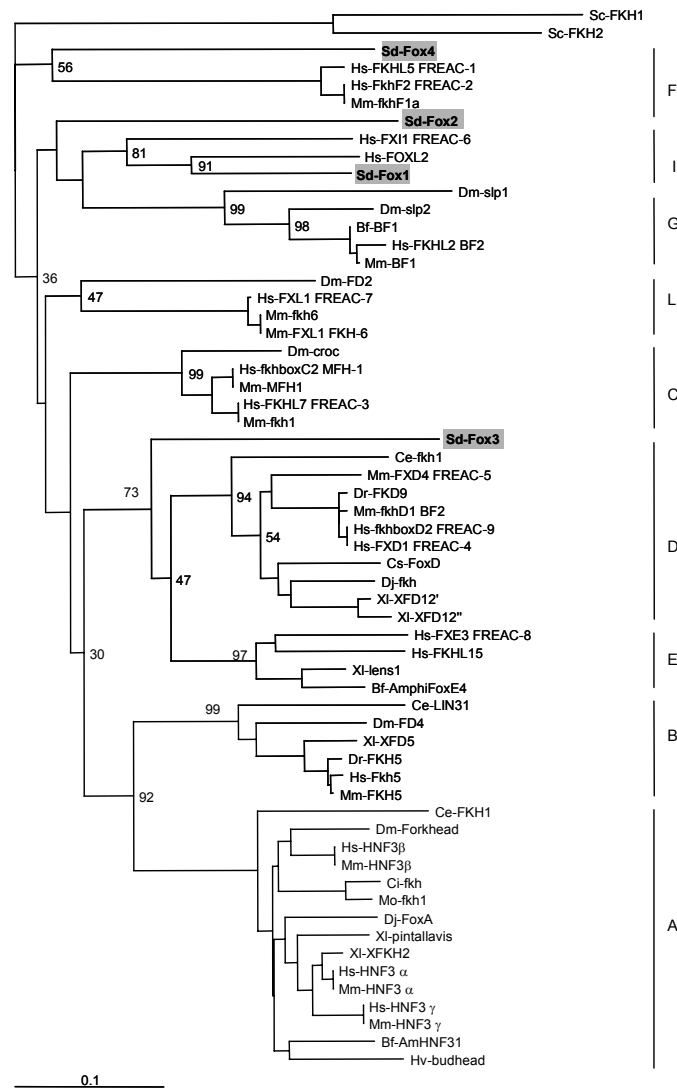 Sc-FKH1
Sc-FKH2
Sd-Fox4
56
Hs-FKHL5 FREAC-1
Hs-FkhF2 FREAC-2
Mm-fkhF1a
F
Sd-Fox2
Hs-FXI1 FREAC-6
81
Hs-FOXL2
91
Sd-Fox1
I
Dm-slp1
99
Dm-slp2
98
Bf-BF1
Hs-FKHL2 BF2
Mm-BF1
G
36
Dm-FD2
47
Hs-FXL1 FREAC-7
Mm-fkh6
Mm-FXL1 FKH-6
L
Dm-croc
99
Hs-fkhboxC2 MFH-1
Mm-MFH1
Hs-FKHL7 FREAC-3
Mm-fkh1
C
Sd-Fox3
73
Ce-fkh1
Mm-FXD4 FREAC-5
94
Dr-FKD9
Mm-fkhD1 BF2
Hs-fkhboxD2 FREAC-9
54
Hs-FXD1 FREAC-4
Cs-FoxD
47
Dj-fkh
Xl-XFD12'
Xl-XFD12"
D
Hs-FXE3 FREAC-8
97
Hs-FKHL15
30
Xl-lens1
Bf-AmphiFoxE4
E
99
Ce-LIN31
Dm-FD4
Xl-XFD5
Dr-FKH5
Hs-Fkh5
Mm-FKH5
B
92
Ce-FKH1
Dm-Forkhead
Hs-HNF3β
Mm-HNF3β
Ci-fkh
Mo-fkh1
Dj-FoxA
Xl-pintallavis
Xl-XFKH2
Hs-HNF3 α
Mm-HNF3 α
Hs-HNF3 γ
Mm-HNF3 γ
Bf-AmHNF31
Hv-budhead
A
0.1